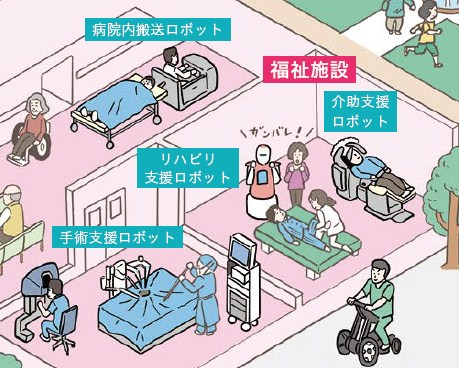 病院内搬送ロボット
福祉施設
介助支援
ロボット
ガンバレ！
リハビリ
支援ロボット
手術支援ロボット